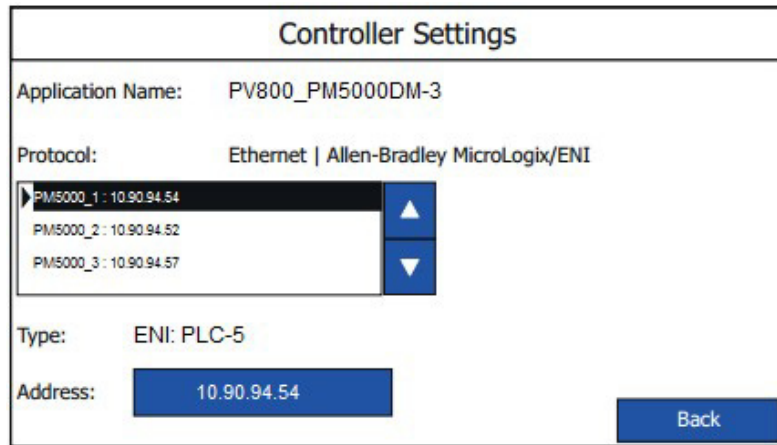 Controller Settings
Application Name: PV800_PM5000DM-3
Protocol: Ethernet | Allen-Bradley MicroLogix/ENI
PM5000_1 : 10.90.94.54
PM5000_2 : 10.90.94.52
PM5000_3 : 10.90.94.57
Type: ENI: PLC-5
Address: 10.90.94.54
Back